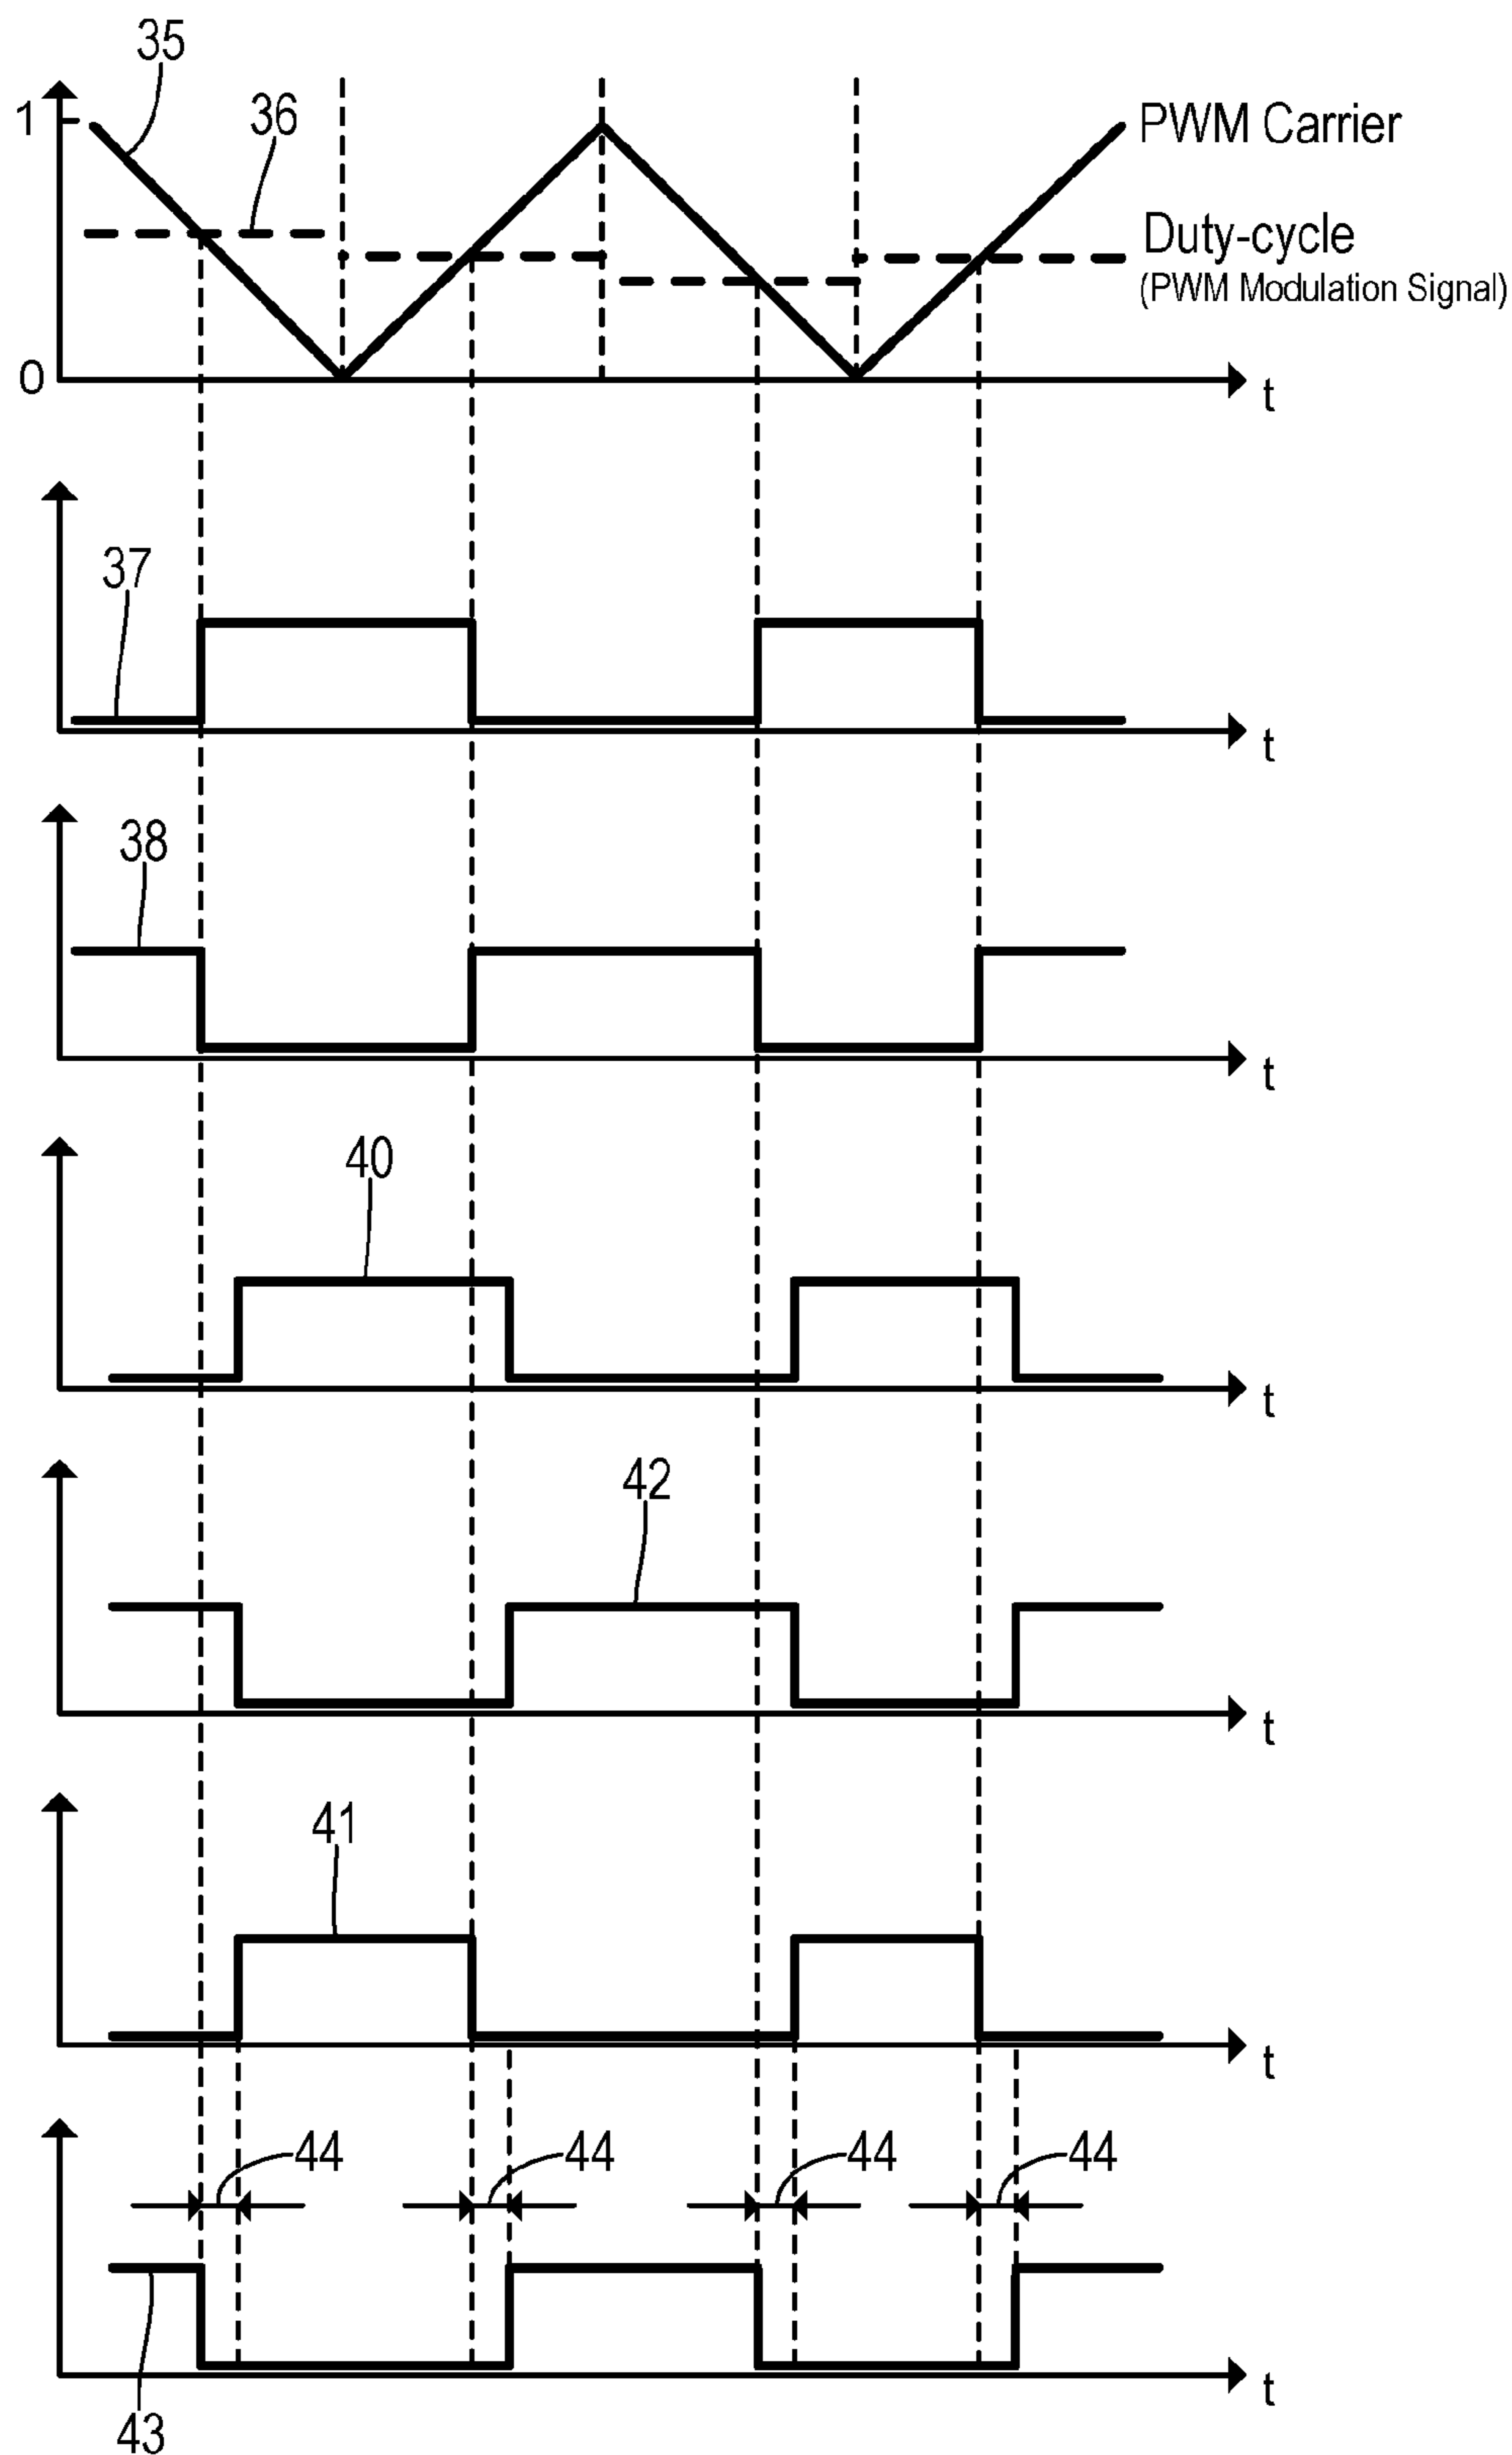 35
1
36
PWM Carrier
Duty-cycle
(PWM Modulation Signal)
0
t
37
t
38
t
40
t
42
t
41
t
44 44 44 44
t
43